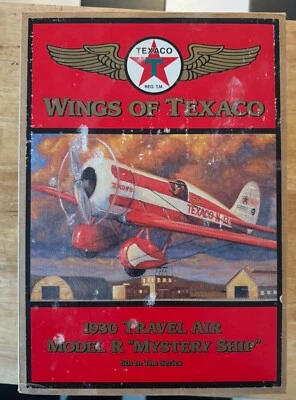 TEXACO
REG. T.M.
WINGS OF TEXACO
TEXACO
1930 TRAVEL AIR
MODEL R "MYSTERY SHIP"
5th in The Series